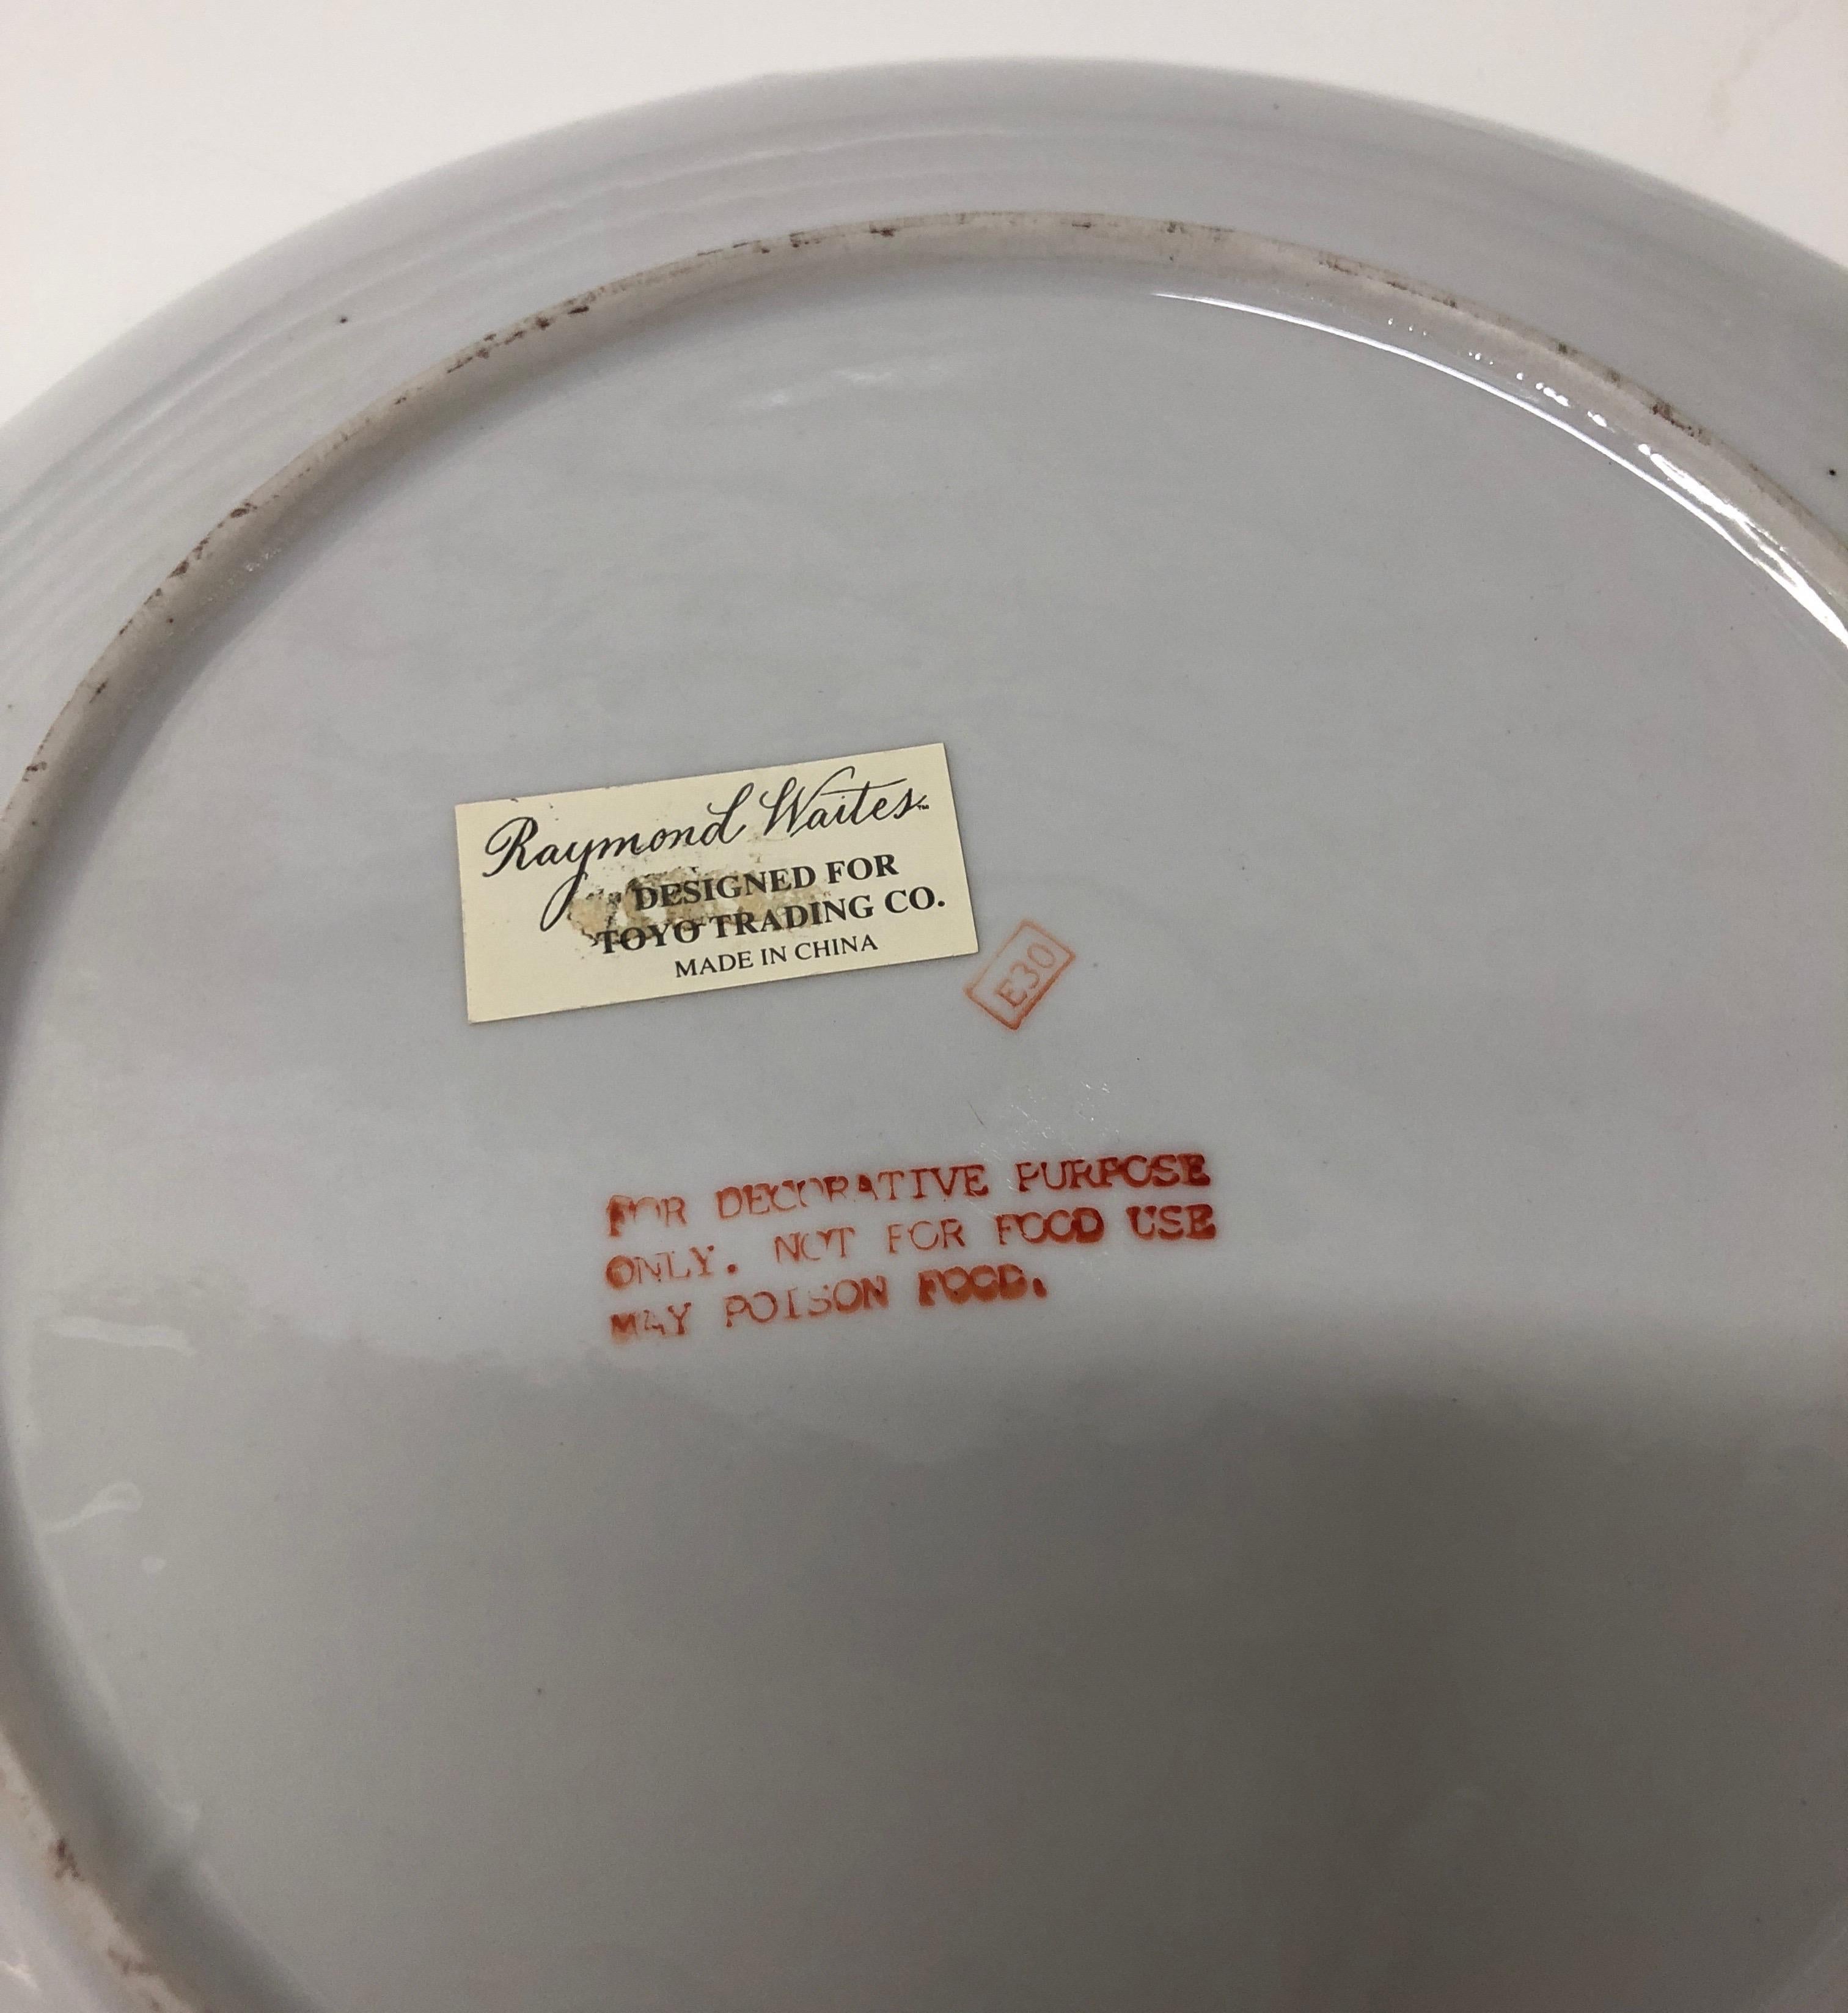 Raymond Waites™
DESIGNED FOR
TOYO TRADING CO.
MADE IN CHINA
E30
FOR DECORATIVE PURPOSE
ONLY. NOT FOR FOOD USE
MAY POISON FOOD.